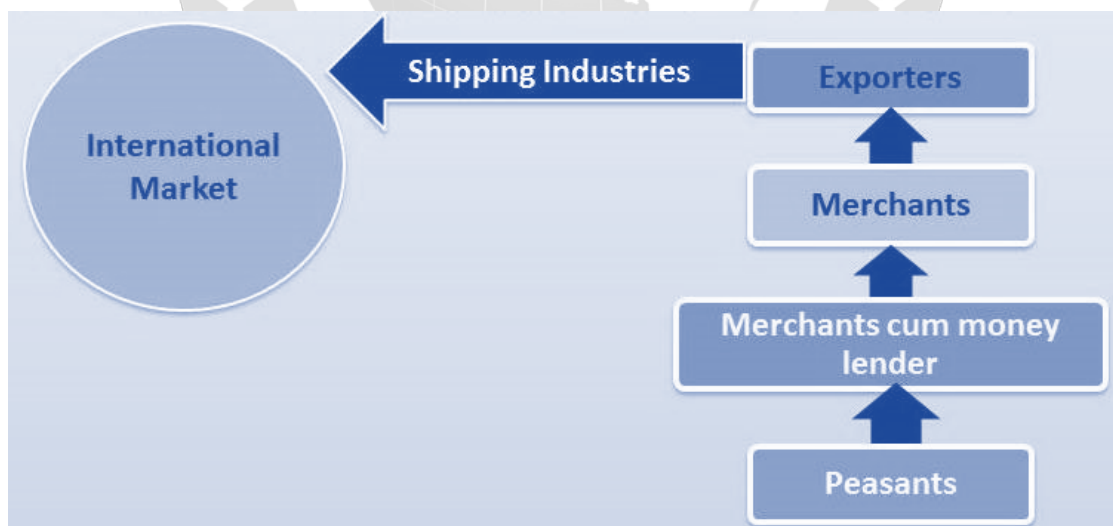 Shipping Industries
Exporters
International
Market
Merchants
Merchants cum money
lender
Peasants